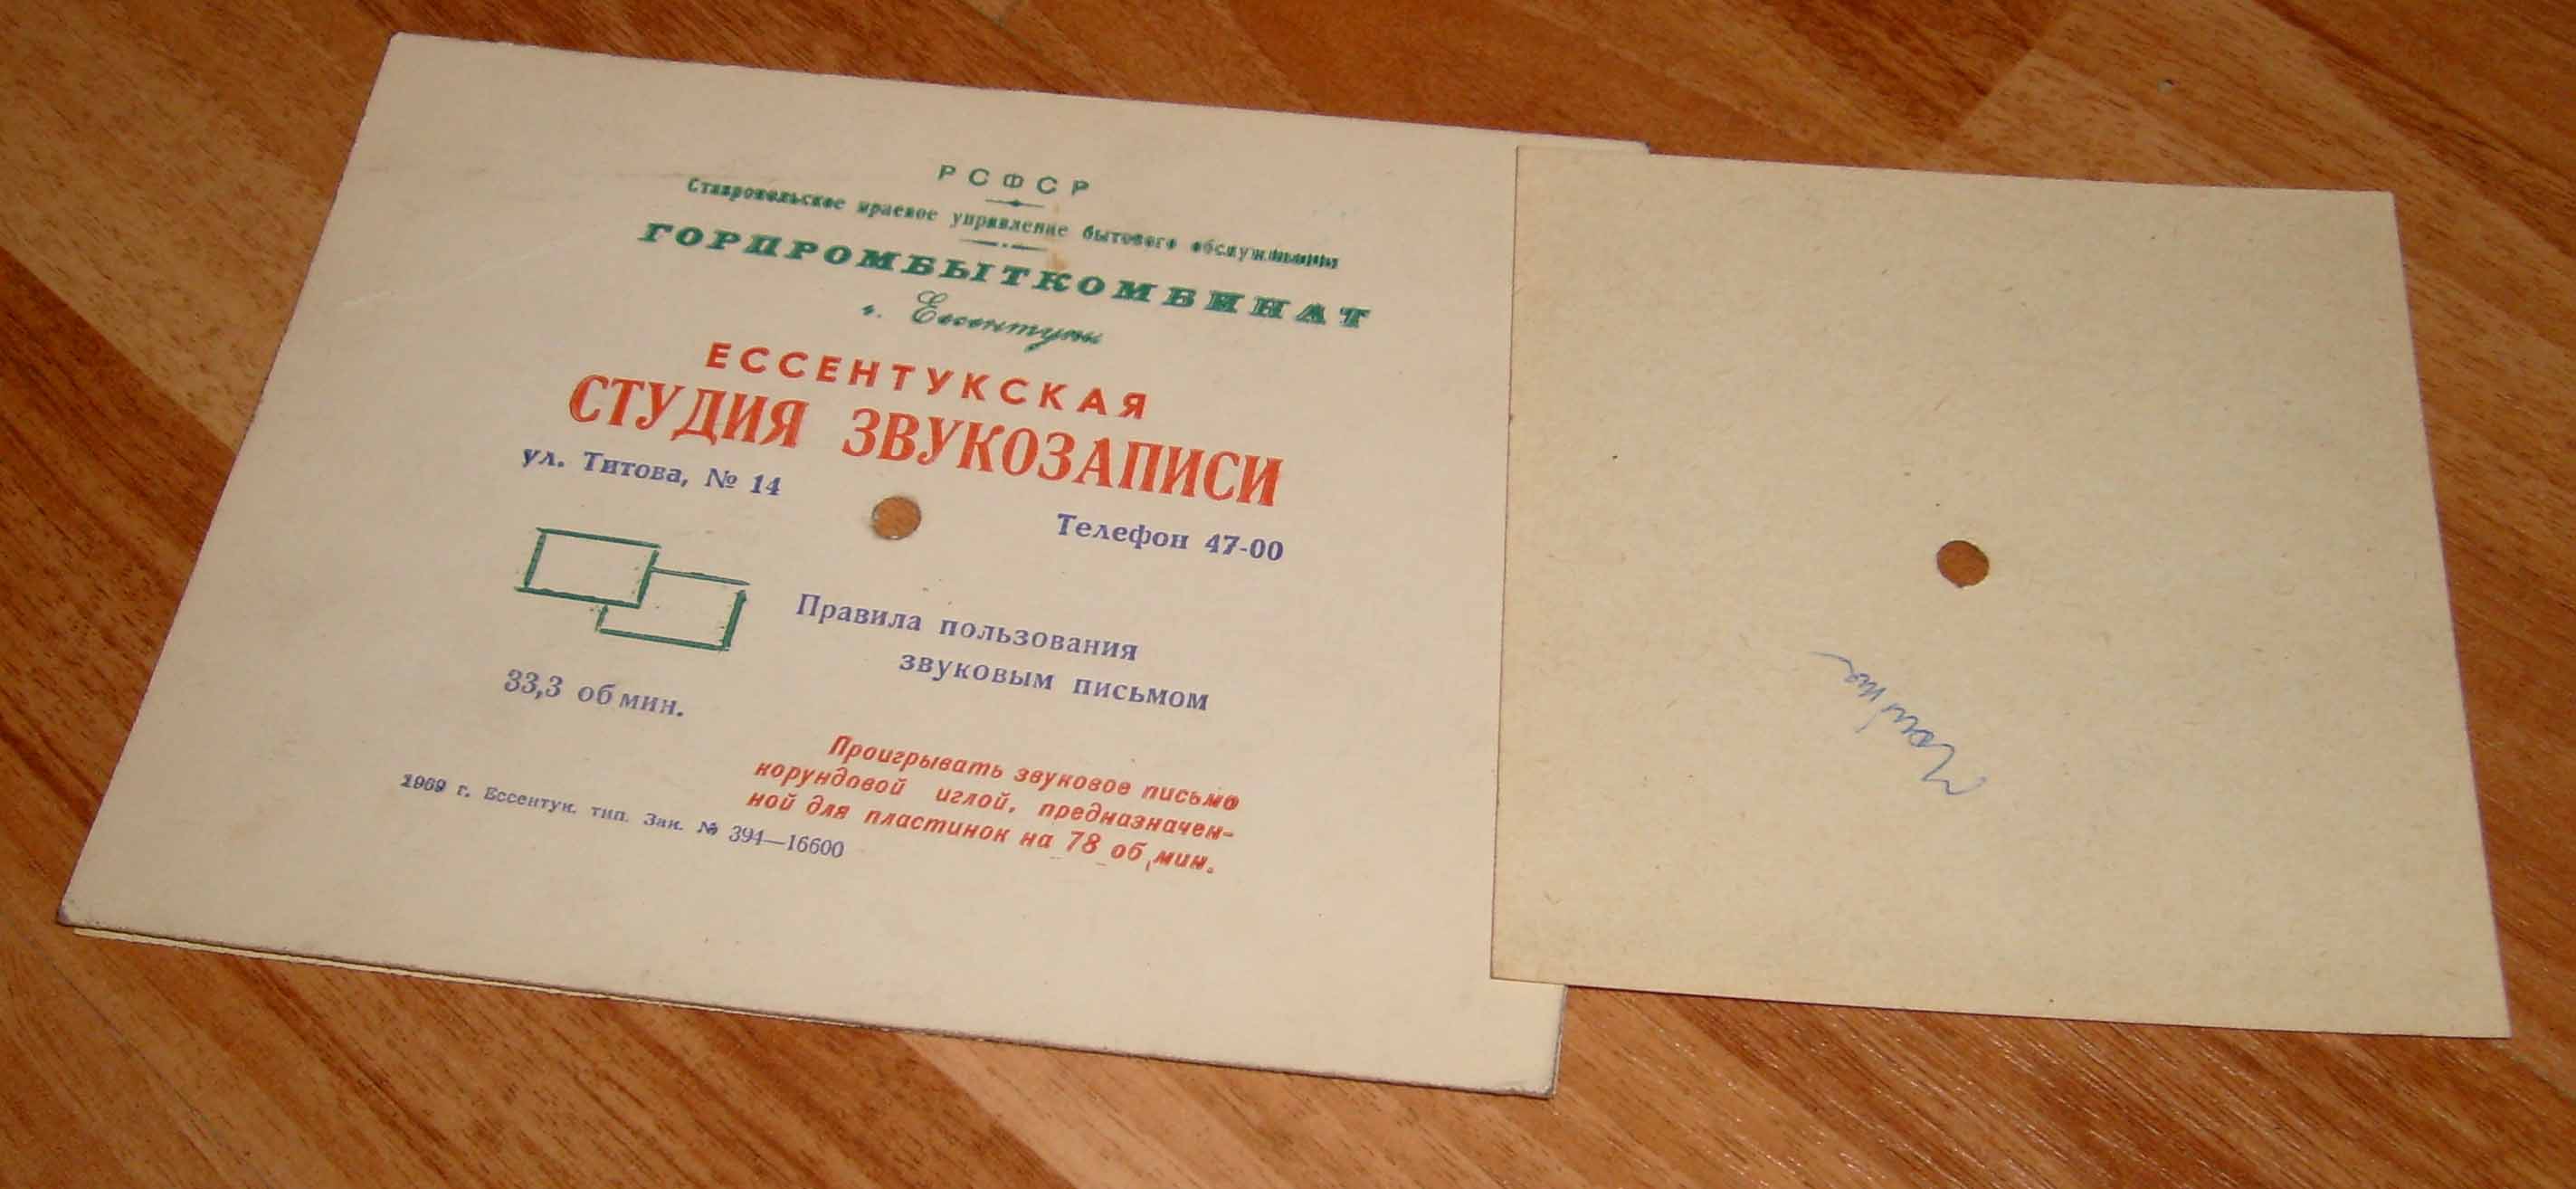 РСФСР
Ставропольское краевое управление бытового обслуживания
ГОРПРОМБЫТКОМБИНАТ
г. Ессентуки
ЕССЕНТУКСКАЯ
СТУДИЯ ЗВУКОЗАПИСИ
ул. Титова, № 14
Телефон 47-00
Правила пользования
звуковым письмом
33,3 об мин.
Проигрывать звуковое письмо
корундовой иглой, предназначен-
ной для пластинок на 78 об/мин.
1969 г. Ессентук. тип. Зак. № 394—16600